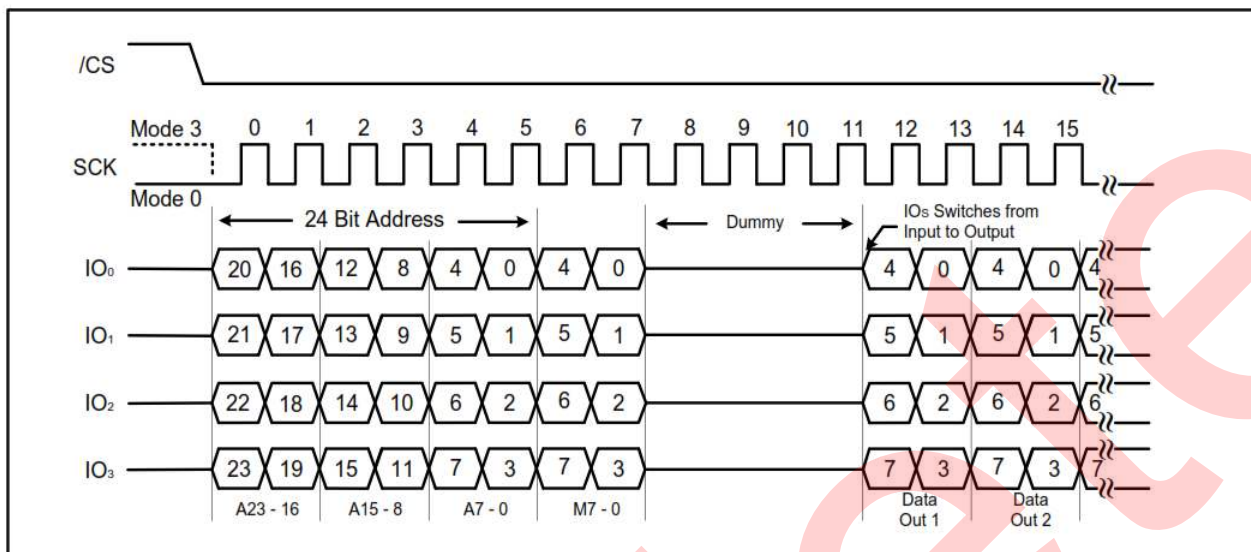 /CS
Mode 3 0 1 2 3 4 5 6 7 8 9 10 11 12 13 14 15
SCK
Mode 0
24 Bit Address
Dummy
IOs Switches from
Input to Output
IO₀ 20 16 12 8 4 0 4 0 4 0 4 0 4
IO₁ 21 17 13 9 5 1 5 1 5 1 5 1 5
IO₂ 22 18 14 10 6 2 6 2 6 2 6 2 6
IO₃ 23 19 15 11 7 3 7 3 7 3 7 3 7
A23 - 16 A15 - 8 A7 - 0 M7 - 0
Data
Out 1
Data
Out 2